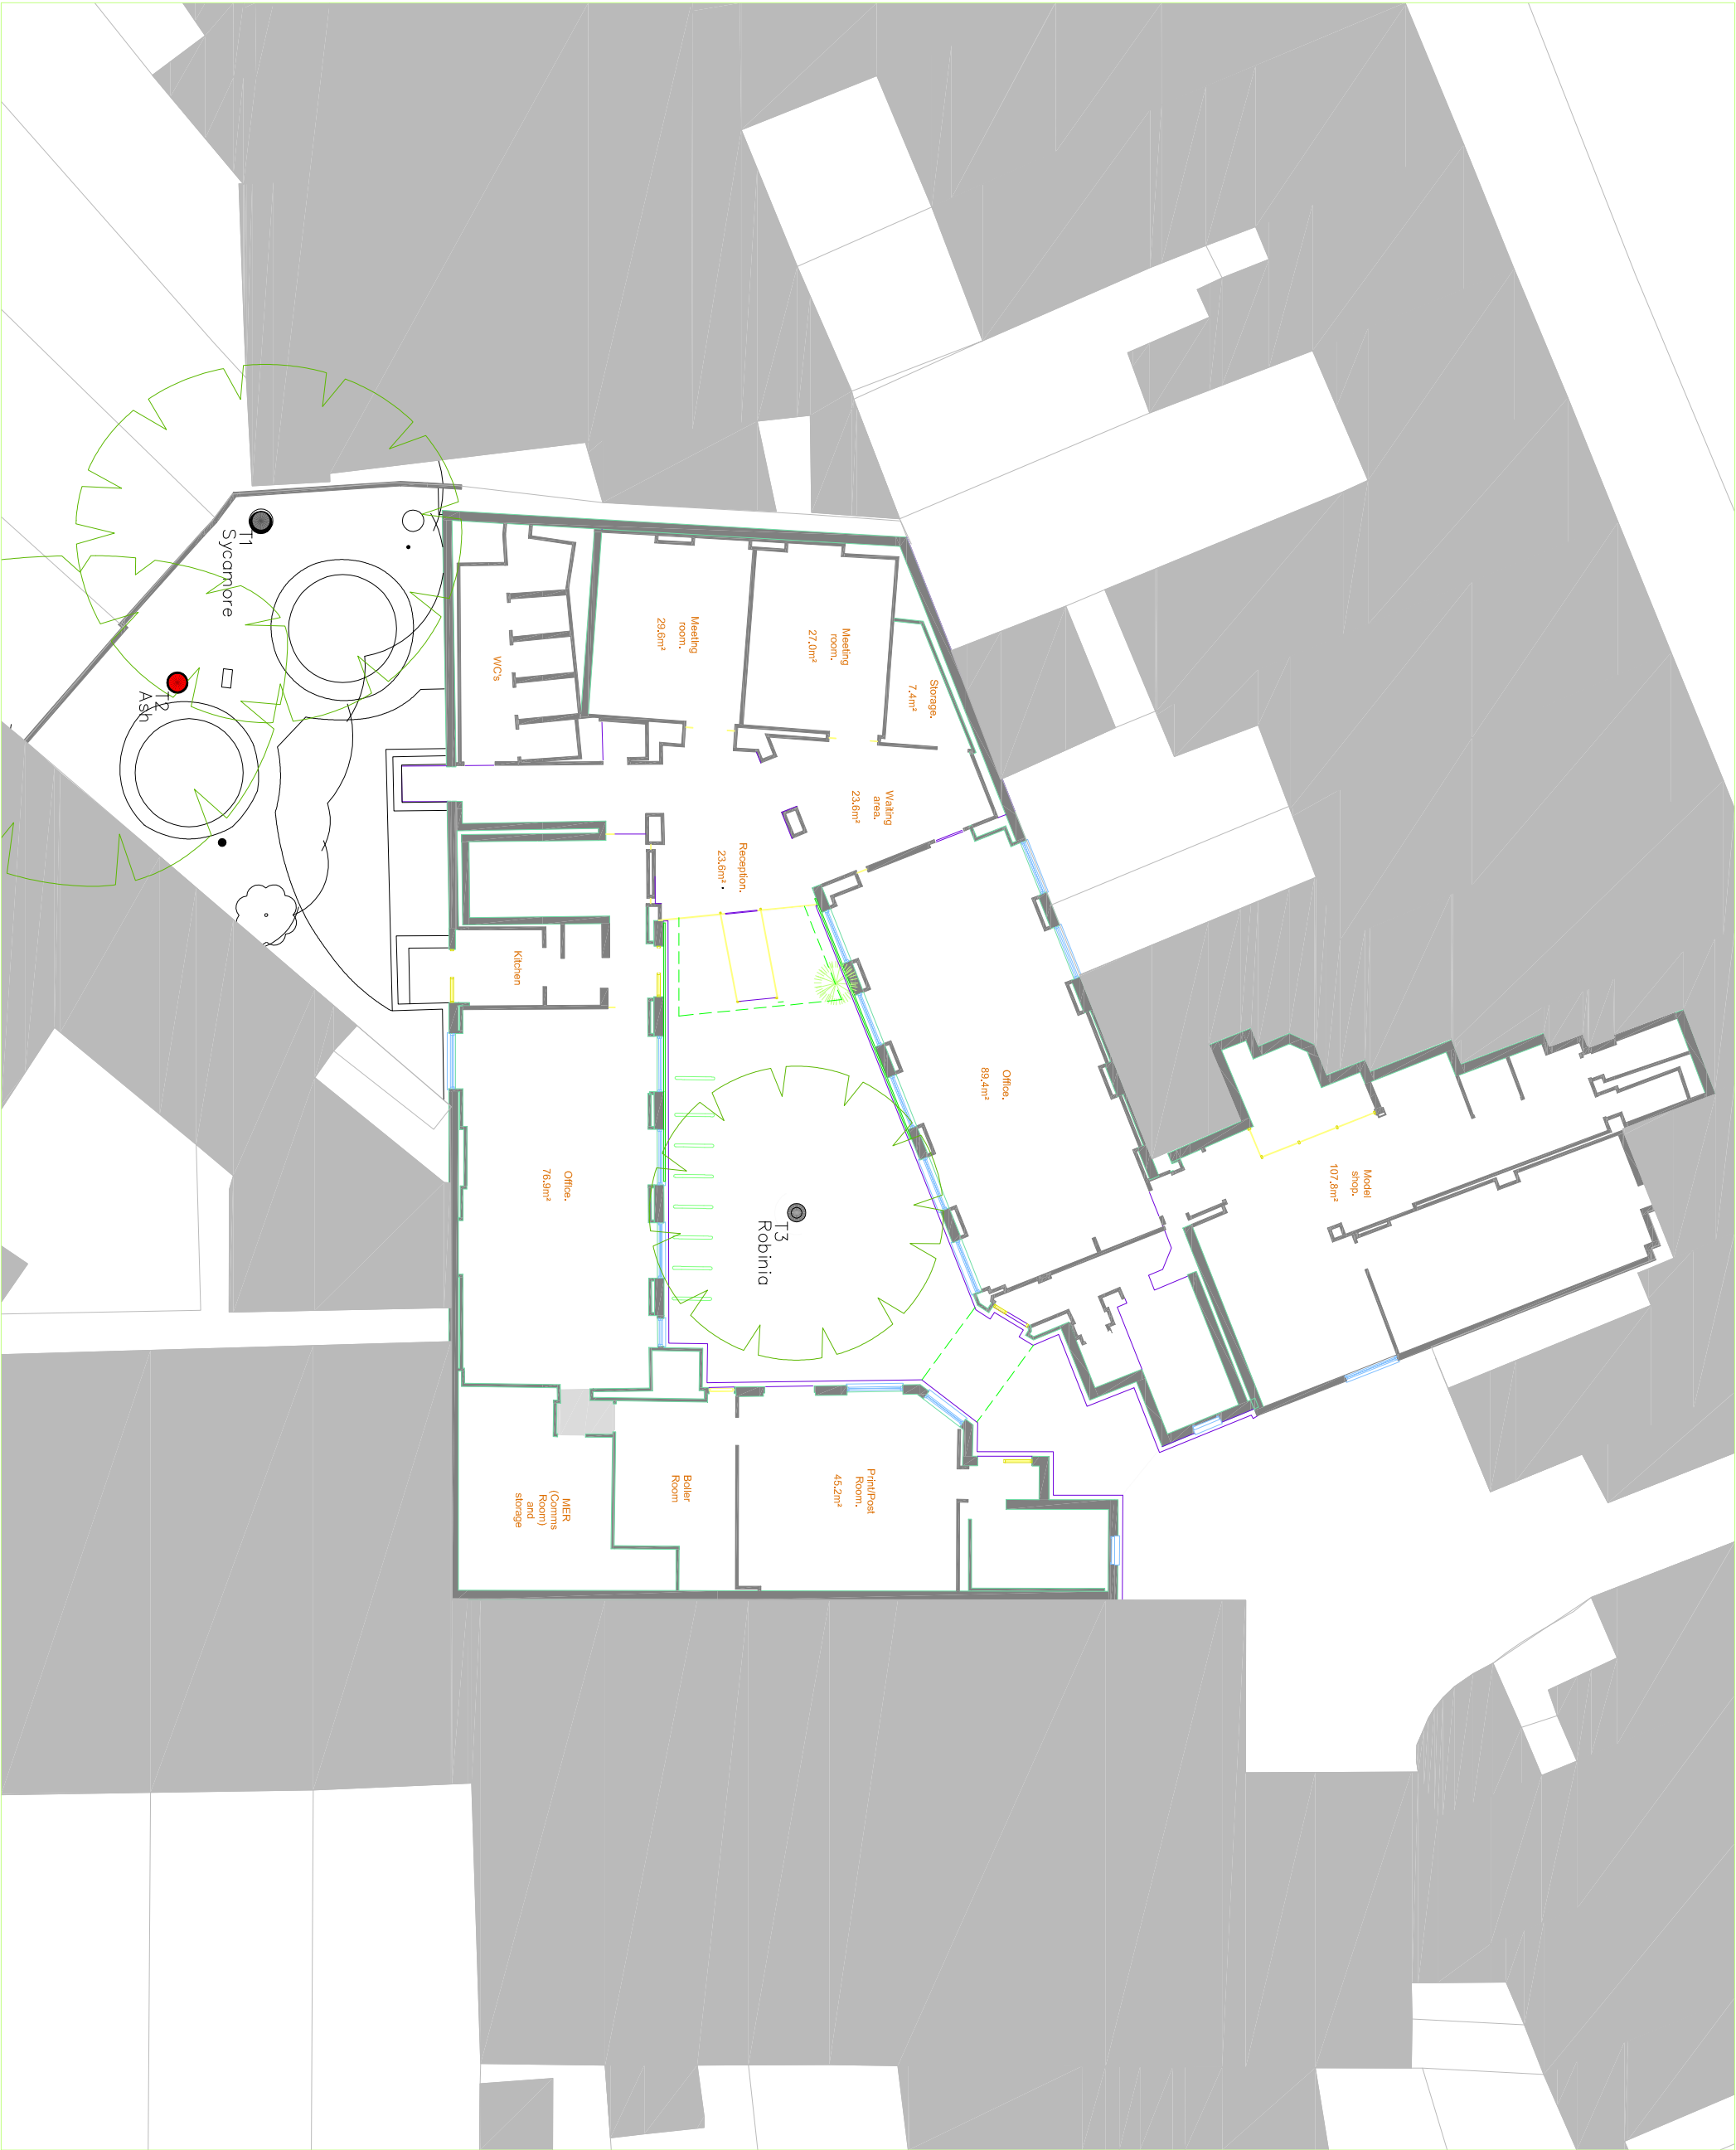 T1
Sycamore
T2
Ash
WC's
Meeting
room.
29.6m²
Meeting
room.
27.0m²
Storage.
7.4m²
Waiting
area.
23.6m²
Reception.
23.6m².
Kitchen
Office.
89.4m²
Office.
76.9m²
T3
Robinia
Model
shop.
107.8m²
Print/Post
Room.
45.2m²
Boiler
Room
MER
(Comms
Room)
and
storage